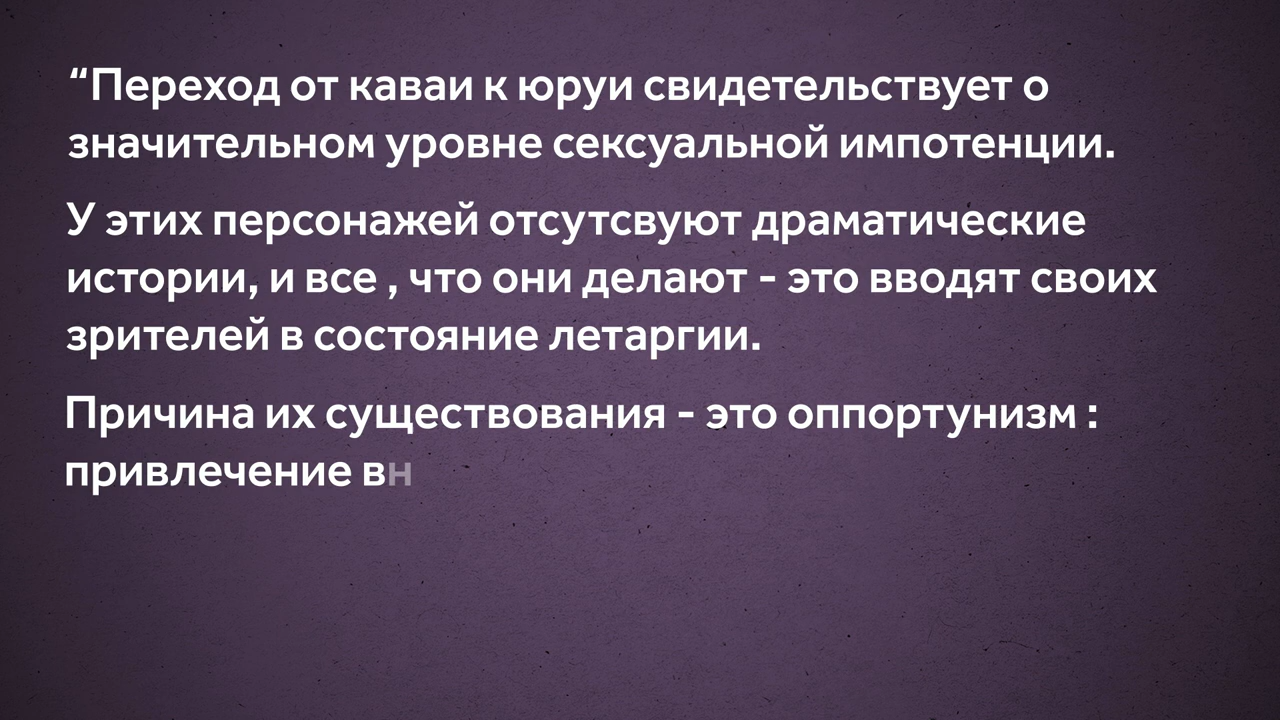 “Переход от каваи к юруи свидетельствует о
значительном уровне сексуальной импотенции.
У этих персонажей отсутсвуют драматические
истории, и все , что они делают - это вводят своих
зрителей в состояние летаргии.
Причина их существования - это оппортунизм :
привлечение вн